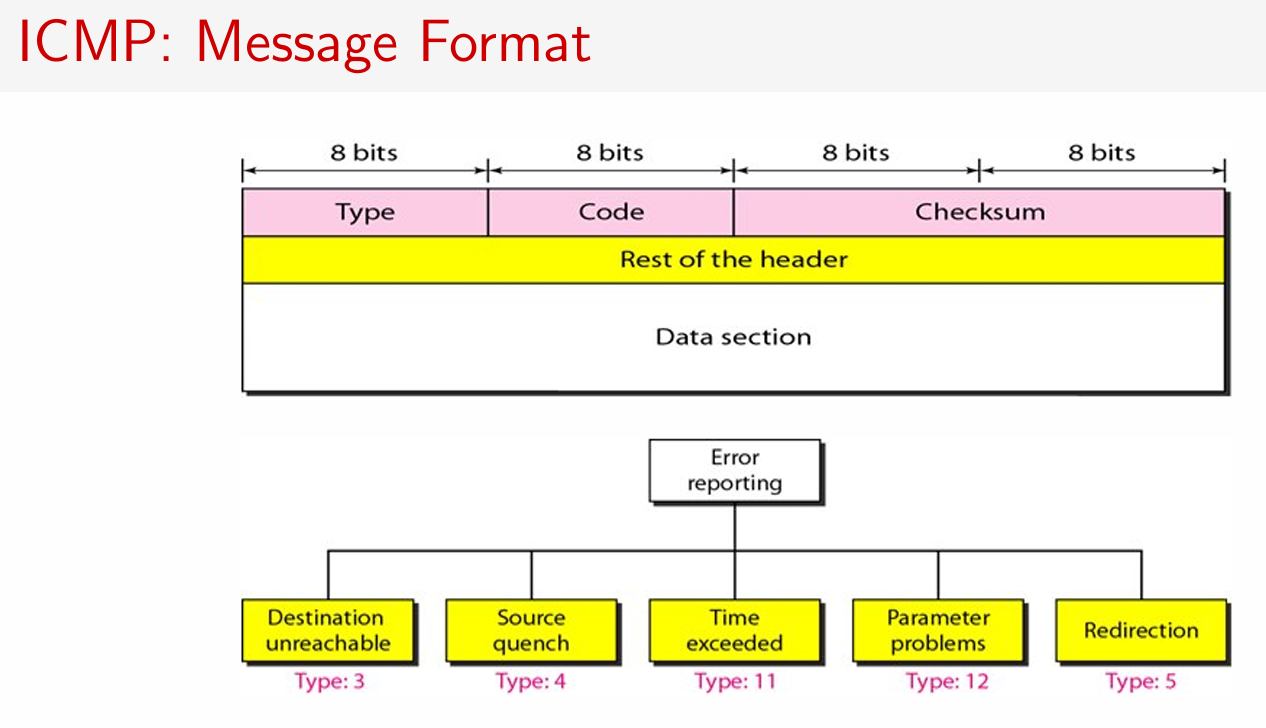 ICMP: Message Format
8 bits 8 bits 8 bits 8 bits
Type Code Checksum
Rest of the header
Data section
Error
reporting
Destination
unreachable
Source
quench
Time
exceeded
Parameter
problems
Redirection
Type: 3 Type: 4 Type: 11 Type: 12 Type: 5